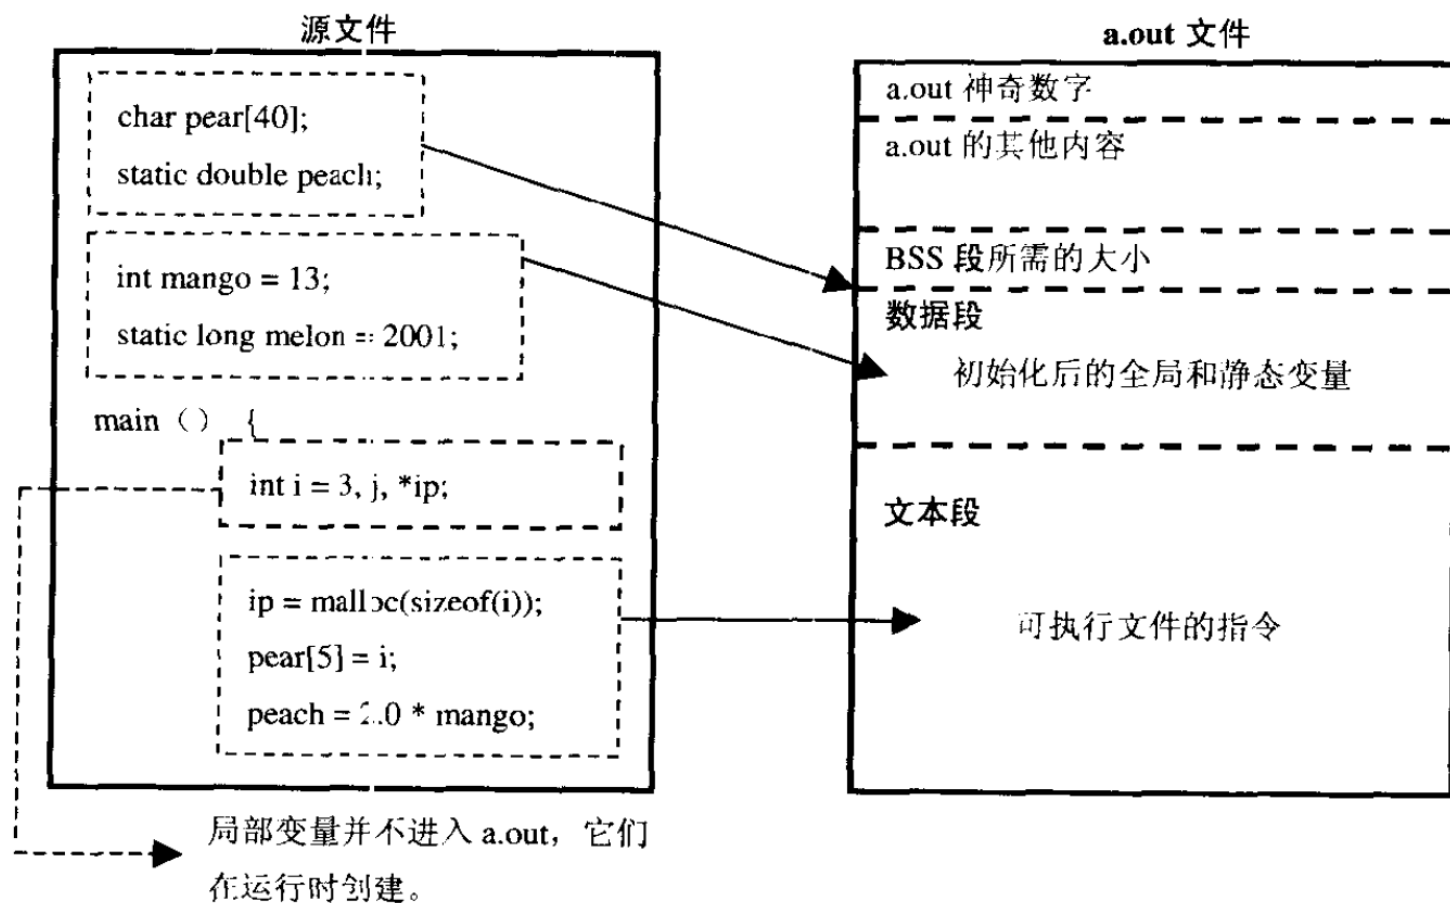 源文件
char pear[40];
static double peach;
int mango = 13;
static long melon = 2001;
main () {
int i = 3, j, *ip;
ip = malloc(sizeof(i));
pear[5] = i;
peach = 2.0 * mango;
局部变量并不进入 a.out，它们
在运行时创建。
a.out 文件
a.out 神奇数字
a.out 的其他内容
BSS 段所需的大小
数据段
初始化后的全局和静态变量
文本段
可执行文件的指令